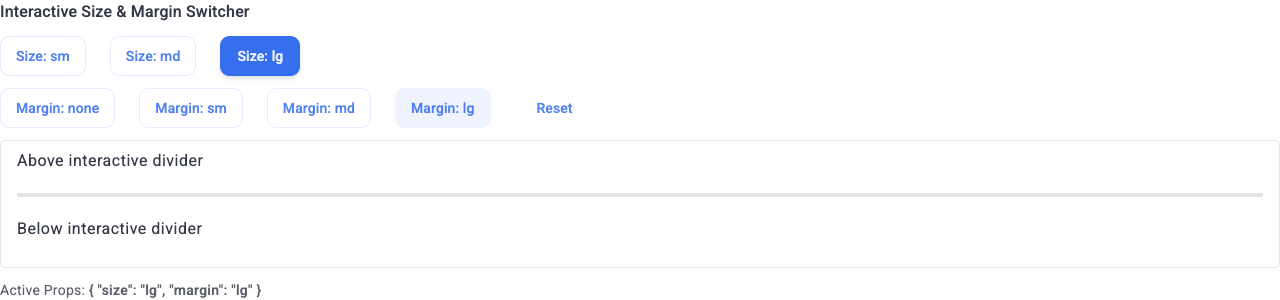 Interactive Size & Margin Switcher
Size: sm Size: md Size: lg
Margin: none Margin: sm Margin: md Margin: lg Reset
Above interactive divider
Below interactive divider
Active Props: { "size": "lg", "margin": "lg" }